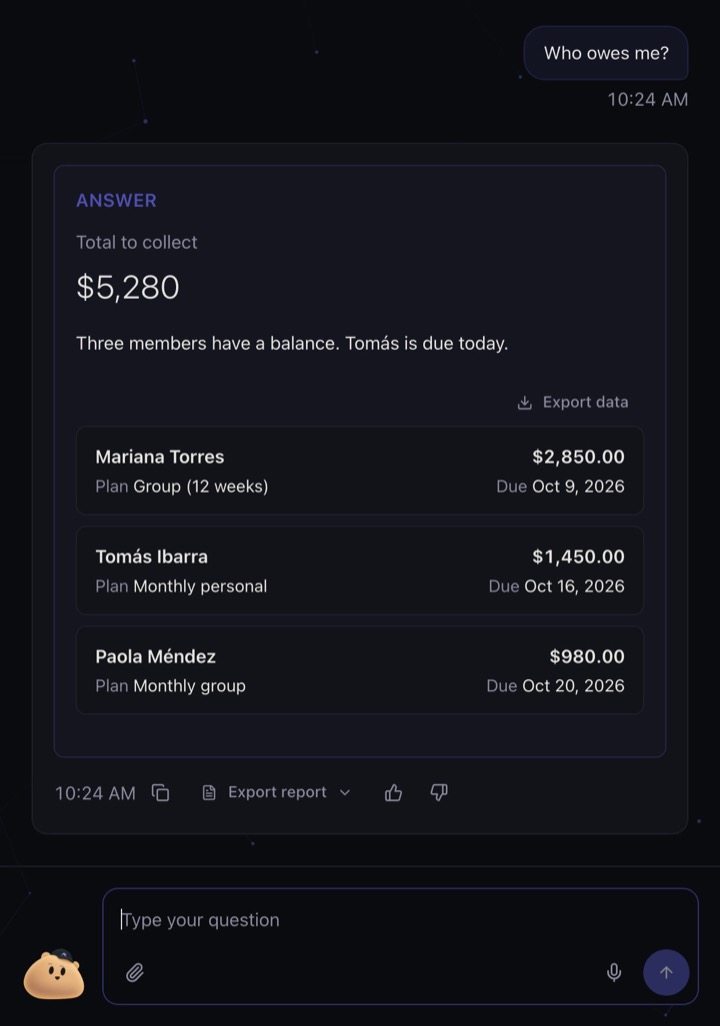 Who owes me?
10:24 AM
ANSWER
Total to collect
$5,280
Three members have a balance. Tomás is due today.
Export data
Mariana Torres
$2,850.00
Plan Group (12 weeks)
Due Oct 9, 2026
Tomás Ibarra
$1,450.00
Plan Monthly personal
Due Oct 16, 2026
Paola Méndez
$980.00
Plan Monthly group
Due Oct 20, 2026
10:24 AM
Export report
Type your question